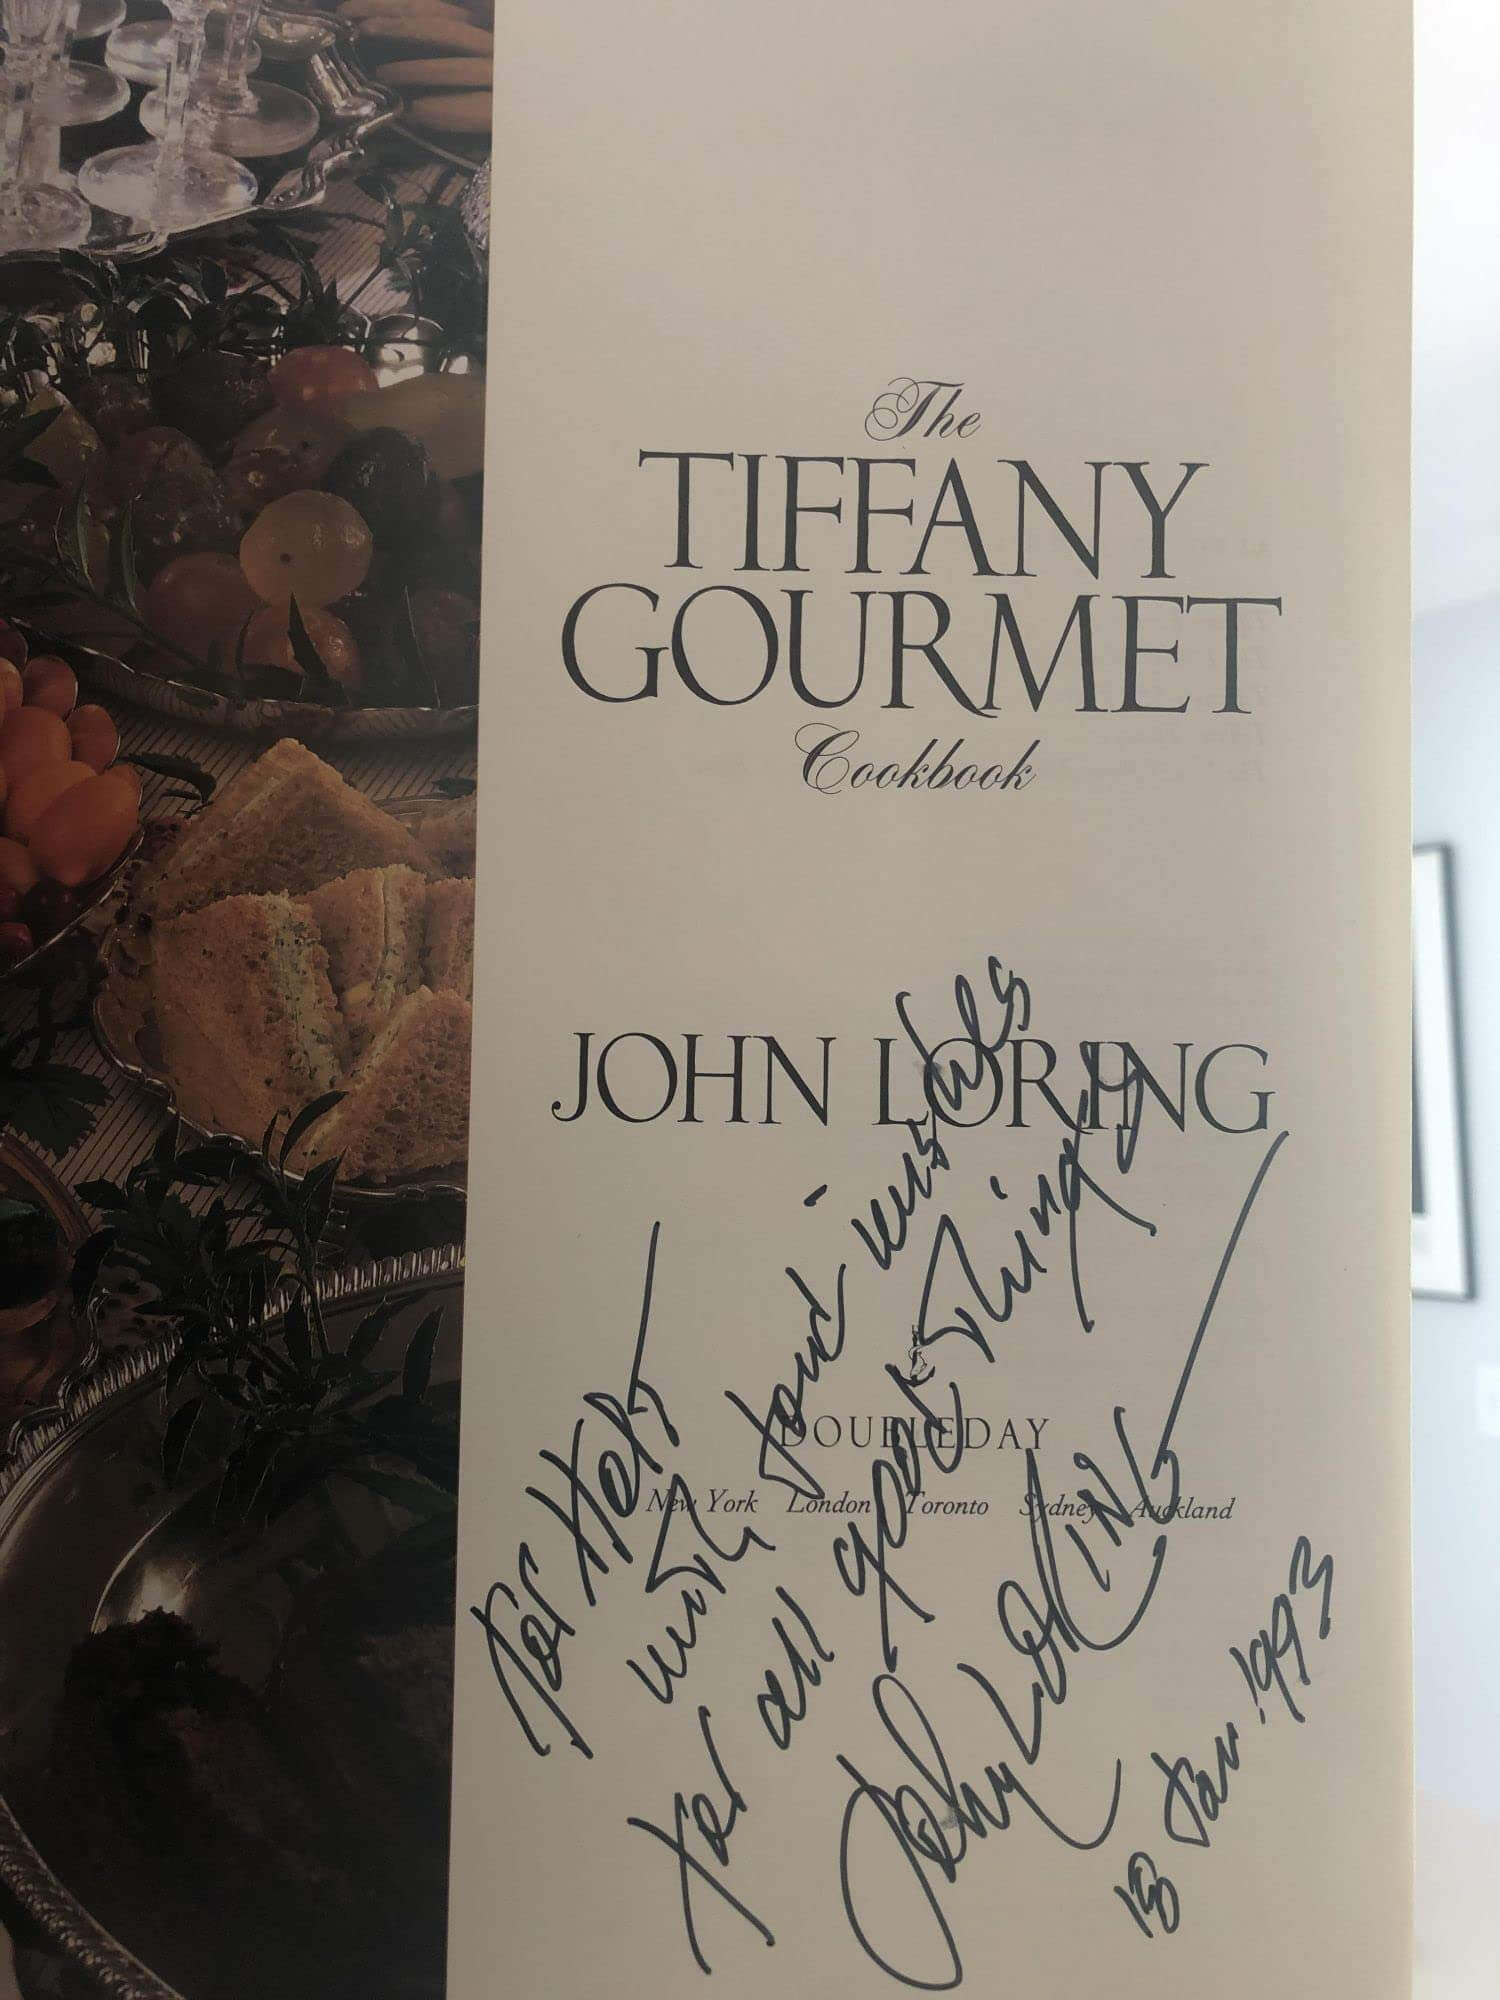 The
TIFFANY
GOURMET
Cookbook
JOHN LORING
DOUBLEDAY
New York London Toronto Sydney Auckland
For
with fond wishes
for all good things
John Loring
18 Jan. 1993